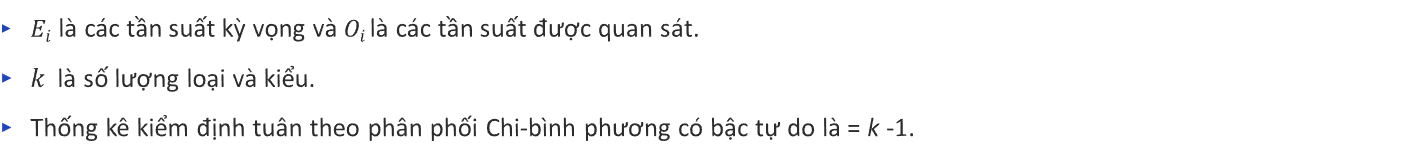 ▸ Eᵢ là các tần suất kỳ vọng và Oᵢ là các tần suất được quan sát.
▸ k là số lượng loại và kiểu.
▸ Thống kê kiểm định tuân theo phân phối Chi-bình phương có bậc tự do là = k -1.